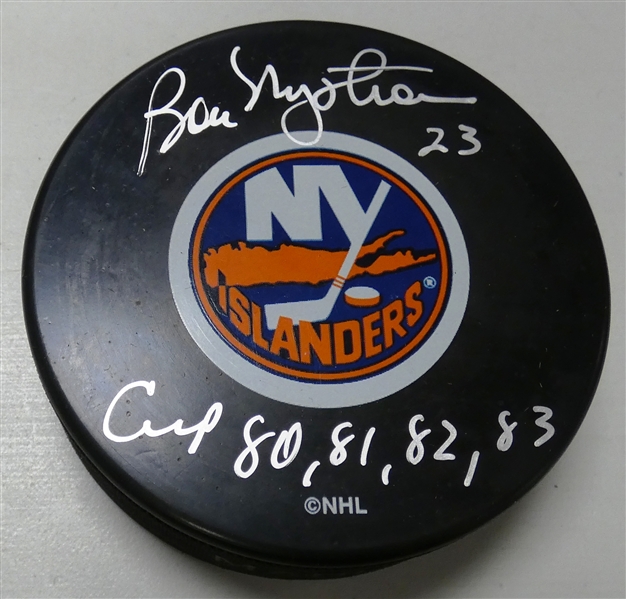 Bob Nystrom
23
NY
ISLANDERS®
Cup 80, 81, 82, 83
©NHL